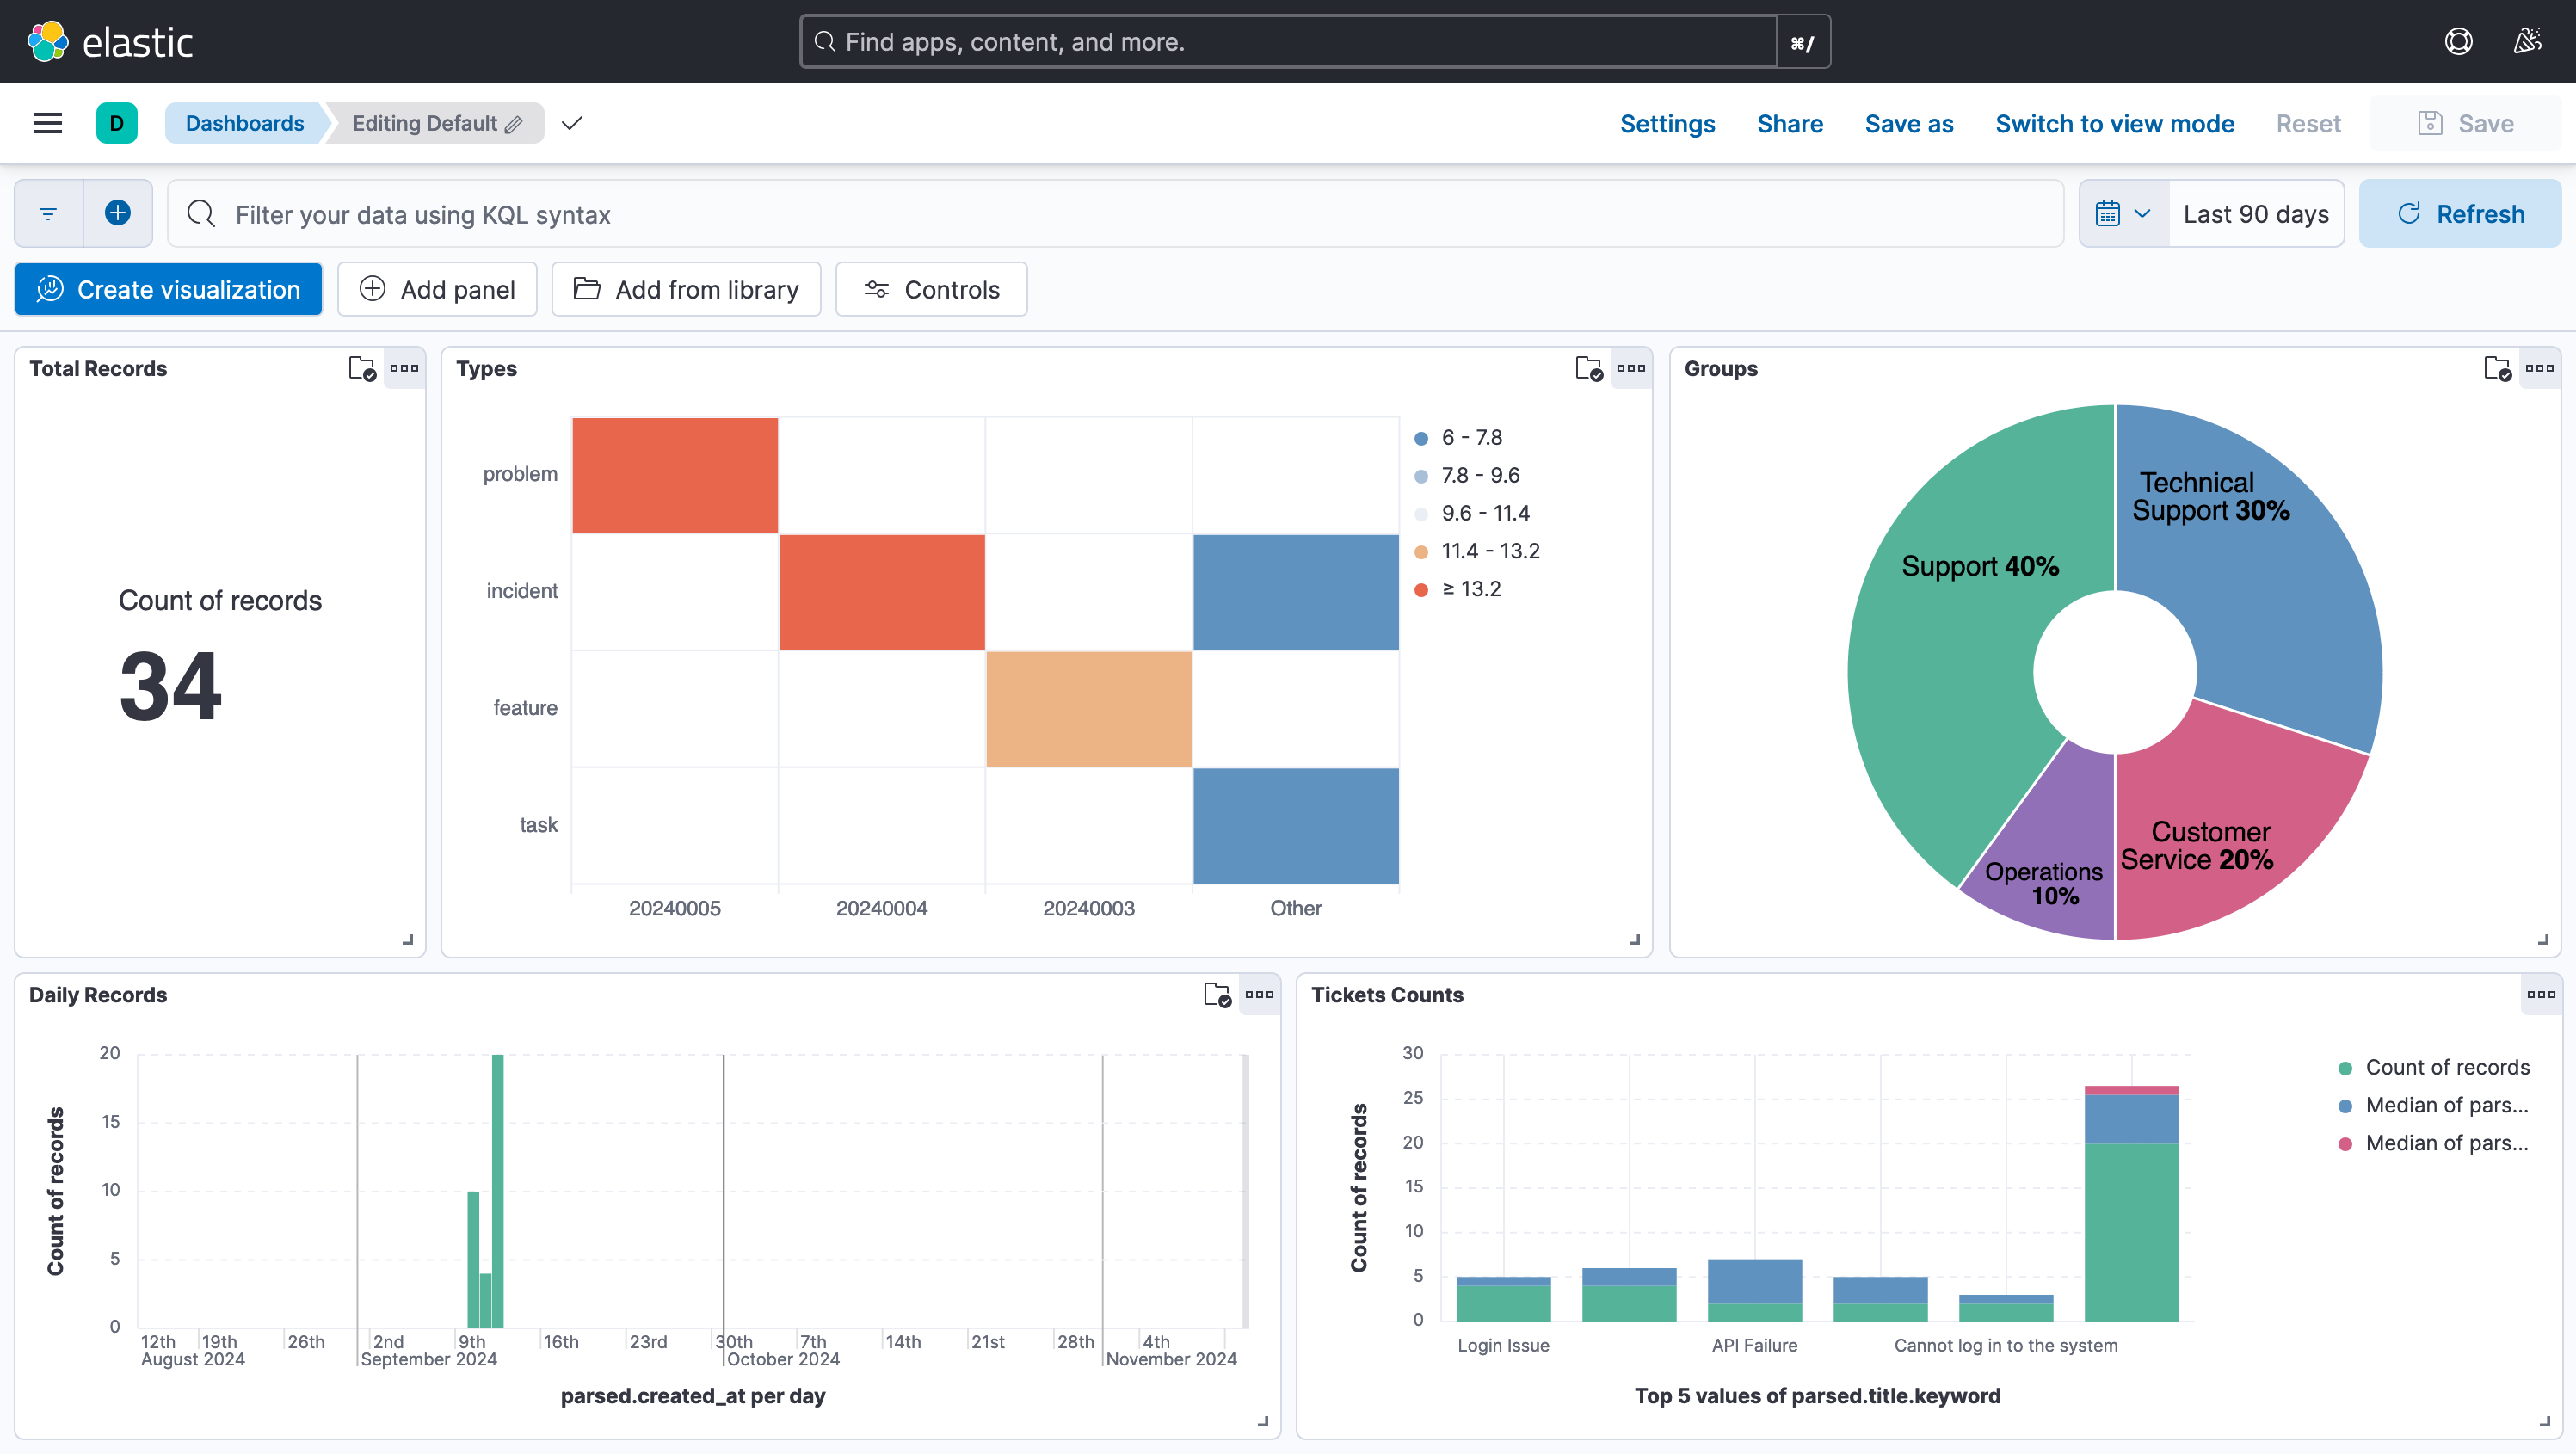 elastic
Find apps, content, and more.
⌘/
D
Dashboards
Editing Default
Settings
Share
Save as
Switch to view mode
Reset
Save
Filter your data using KQL syntax
Last 90 days
Refresh
Create visualization
Add panel
Add from library
Controls
Total Records
Count of records
34
Types
problem
incident
feature
task
20240005
20240004
20240003
Other
6 - 7.8
7.8 - 9.6
9.6 - 11.4
11.4 - 13.2
≥ 13.2
Groups
Technical
Support 30%
Support 40%
Customer
Service 20%
Operations
10%
Daily Records
Count of records
20
15
10
5
0
12th
19th
26th
2nd
9th
16th
23rd
30th
7th
14th
21st
28th
4th
August 2024
September 2024
October 2024
November 2024
parsed.created_at per day
Tickets Counts
Count of records
30
25
20
15
10
5
0
Login Issue
API Failure
Cannot log in to the system
Top 5 values of parsed.title.keyword
Count of records
Median of pars...
Median of pars...